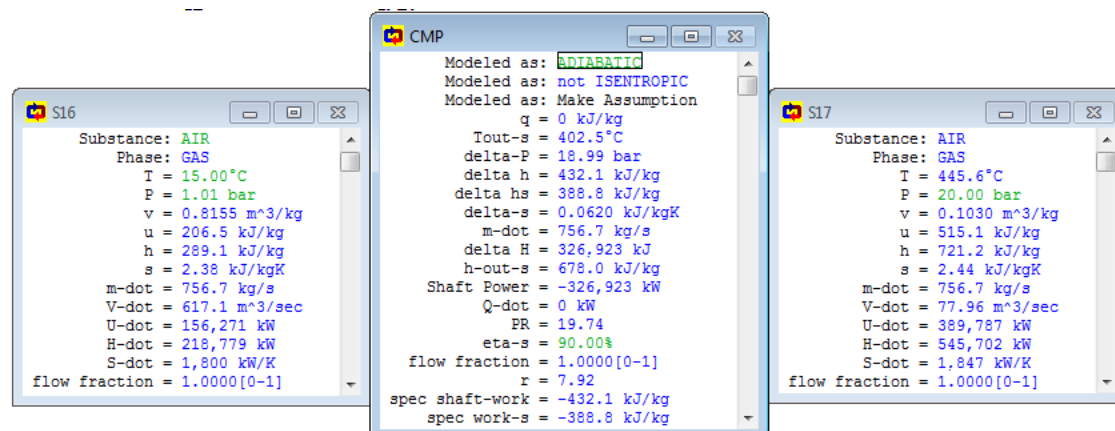 S16
Substance: AIR
Phase: GAS
T = 15.00°C
P = 1.01 bar
v = 0.8155 m^3/kg
u = 206.5 kJ/kg
h = 289.1 kJ/kg
s = 2.38 kJ/kgK
m-dot = 756.7 kg/s
V-dot = 617.1 m^3/sec
U-dot = 156,271 kW
H-dot = 218,779 kW
S-dot = 1,800 kW/K
flow fraction = 1.0000[0-1]
CMP
Modeled as: ADIABATIC
Modeled as: not ISENTROPIC
Modeled as: Make Assumption
q = 0 kJ/kg
Tout-s = 402.5°C
delta-P = 18.99 bar
delta h = 432.1 kJ/kg
delta hs = 388.8 kJ/kg
delta-s = 0.0620 kJ/kgK
m-dot = 756.7 kg/s
delta H = 326,923 kJ
h-out-s = 678.0 kJ/kg
Shaft Power = -326,923 kW
Q-dot = 0 kW
PR = 19.74
eta-s = 90.00%
flow fraction = 1.0000[0-1]
r = 7.92
spec shaft-work = -432.1 kJ/kg
spec work-s = -388.8 kJ/kg
S17
Substance: AIR
Phase: GAS
T = 445.6°C
P = 20.00 bar
v = 0.1030 m^3/kg
u = 515.1 kJ/kg
h = 721.2 kJ/kg
s = 2.44 kJ/kgK
m-dot = 756.7 kg/s
V-dot = 77.96 m^3/sec
U-dot = 389,787 kW
H-dot = 545,702 kW
S-dot = 1,847 kW/K
flow fraction = 1.0000[0-1]